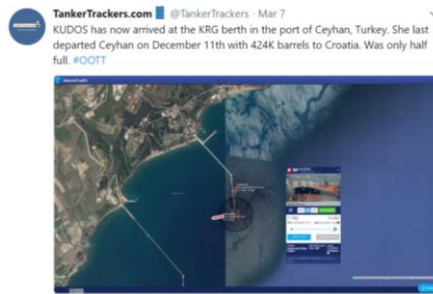 TankerTrackers.com @TankerTrackers · Mar 7
KUDOS has now arrived at the KRG berth in the port of Ceyhan, Turkey. She last
departed Ceyhan on December 11th with 424K barrels to Croatia. Was only half
full. #OOTT